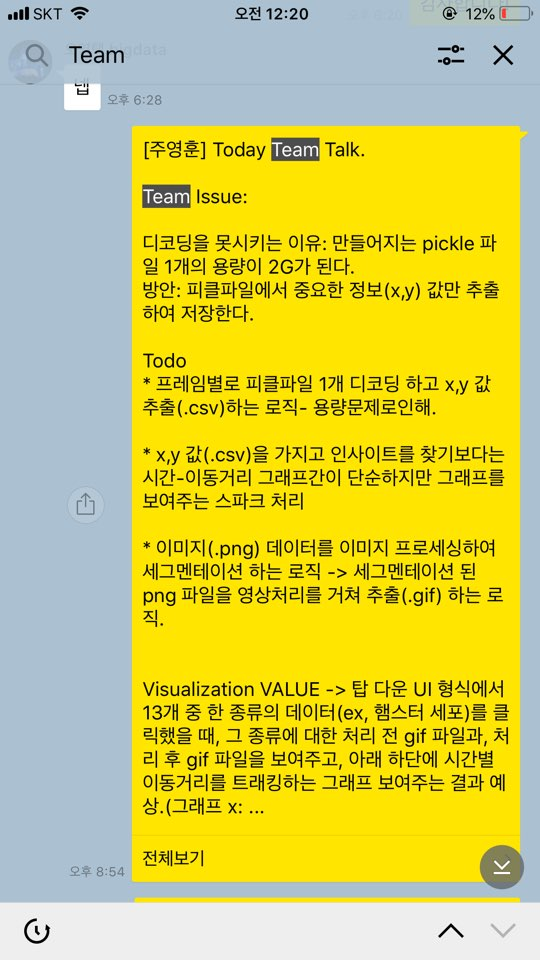 SKT 오전 12:20 12%
Team
넵
오후 6:28
[주영훈] Today Team Talk.
Team Issue:
디코딩을 못시키는 이유: 만들어지는 pickle 파
일 1개의 용량이 2G가 된다.
방안: 피클파일에서 중요한 정보(x,y) 값만 추출
하여 저장한다.
Todo
* 프레임별로 피클파일 1개 디코딩 하고 x,y 값
추출(.csv)하는 로직- 용량문제로인해.
* x,y 값(.csv)을 가지고 인사이트를 찾기보다는
시간-이동거리 그래프간이 단순하지만 그래프를
보여주는 스파크 처리
* 이미지(.png) 데이터를 이미지 프로세싱하여
세그멘테이션 하는 로직 -> 세그멘테이션 된
png 파일을 영상처리를 거쳐 추출(.gif) 하는 로
직.
Visualization VALUE -> 탑 다운 UI 형식에서
13개 중 한 종류의 데이터(ex, 햄스터 세포)를 클
릭했을 때, 그 종류에 대한 처리 전 gif 파일과, 처
리 후 gif 파일을 보여주고, 아래 하단에 시간별
이동거리를 트래킹하는 그래프 보여주는 결과 예
상.(그래프 x: ...
전체보기
오후 8:54